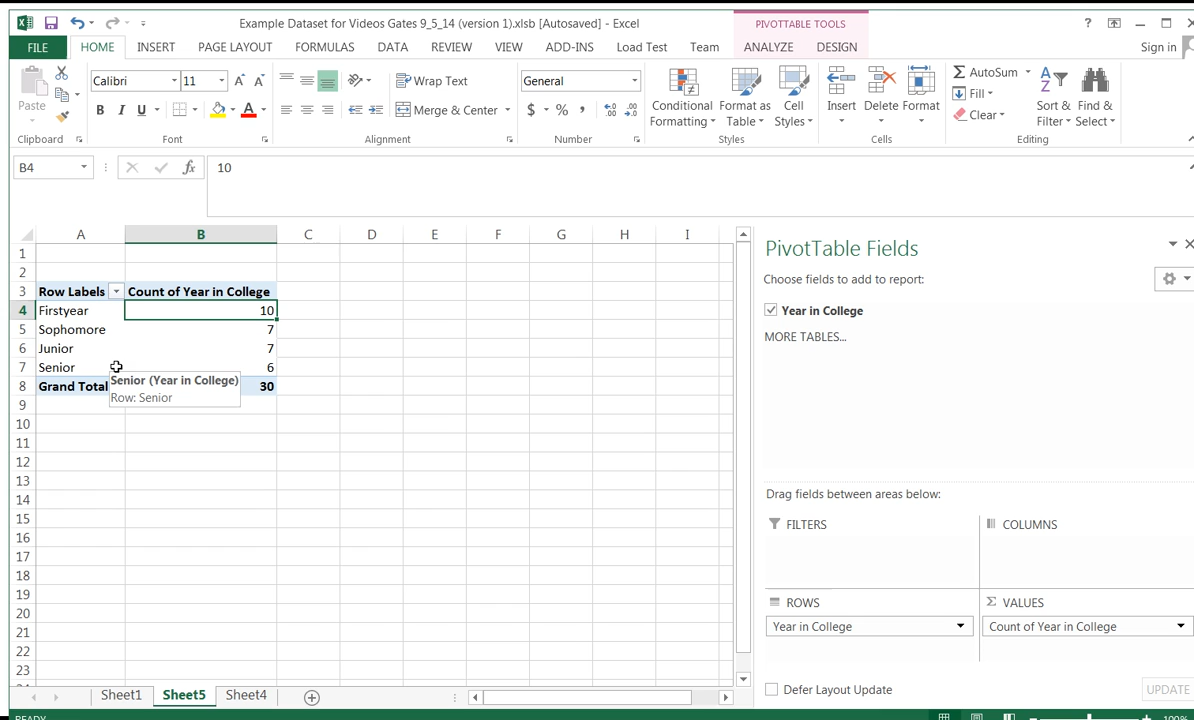 Example Dataset for Videos Gates 9_5_14 (version 1).xlsb [Autosaved] - Excel
PIVOTTABLE TOOLS
?
FILE HOME INSERT PAGE LAYOUT FORMULAS DATA REVIEW VIEW ADD-INS Load Test Team ANALYZE DESIGN Sign in
Paste
Calibri 11
B I U
Wrap Text
Merge & Center
General
$ % ,
Conditional Formatting
Format as Table
Cell Styles
Insert
Delete
Format
AutoSum
Fill
Clear
Sort & Filter
Find & Select
Clipboard Font Alignment Number Styles Cells Editing
B4 fx 10
A B C D E F G H I
1
2
3 Row Labels Count of Year in College
4 Firstyear 10
5 Sophomore 7
6 Junior 7
7 Senior 6
8 Grand Total 30
Senior (Year in College)
Row: Senior
9
10
11
12
13
14
15
16
17
18
19
20
21
22
23
PivotTable Fields
Choose fields to add to report:
Year in College
MORE TABLES...
Drag fields between areas below:
FILTERS
COLUMNS
ROWS
Year in College
VALUES
Count of Year in College
Defer Layout Update
UPDATE
Sheet1 Sheet5 Sheet4
READY
100%